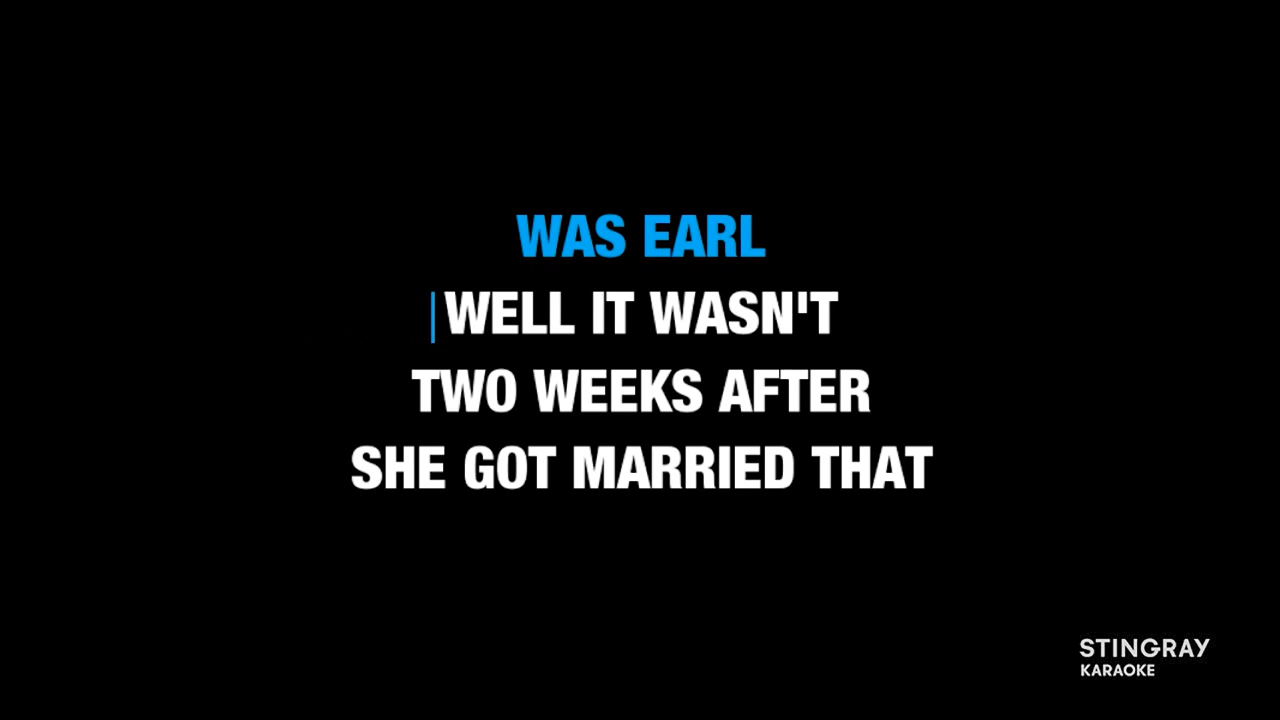 WAS EARL
WELL IT WASN'T
TWO WEEKS AFTER
SHE GOT MARRIED THAT
STINGRAY
KARAOKE